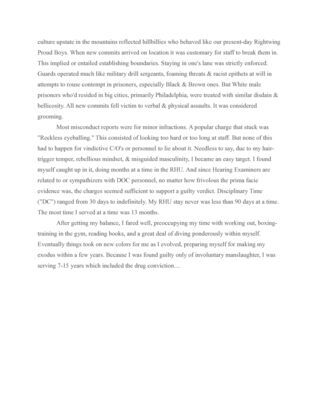 culture upstate in the mountains reflected hillbillies who behaved like our present-day Rightwing
Proud Boys. When new commits arrived on location it was customary for staff to break them in.
This implied or entailed establishing boundaries. Staying in one's lane was strictly enforced.
Guards operated much like military drill sergeants, foaming threats & racist epithets at will in
attempts to rouse contempt in prisoners, especially Black & Brown ones. But White male
prisoners who'd resided in big cities, primarily Philadelphia, were treated with similar disdain &
bellicosity. All new commits fell victim to verbal & physical assaults. It was considered
grooming.
Most misconduct reports were for minor infractions. A popular charge that stuck was
"Reckless eyeballing." This consisted of looking too hard or too long at staff. But none of this
had to happen for vindictive C/O's or personnel to lie about it. Needless to say, due to my hair-
trigger temper, rebellious mindset, & misguided masculinity, I became an easy target. I found
myself caught up in it, doing months at a time in the RHU. And since Hearing Examiners are
related to or sympathizers with DOC personnel, no matter how frivolous the prima facie
evidence was, the charges seemed sufficient to support a guilty verdict. Disciplinary Time
("DC") ranged from 30 days to indefinitely. My RHU stay never was less than 90 days at a time.
The most time I served at a time was 13 months.
After getting my balance, I fared well, preoccupying my time with working out, boxing-
training in the gym, reading books, and a great deal of diving ponderously within myself.
Eventually things took on new colors for me as I evolved, preparing myself for making my
exodus within a few years. Because I was found guilty only of involuntary manslaughter, I was
serving 7-15 years which included the drug conviction....